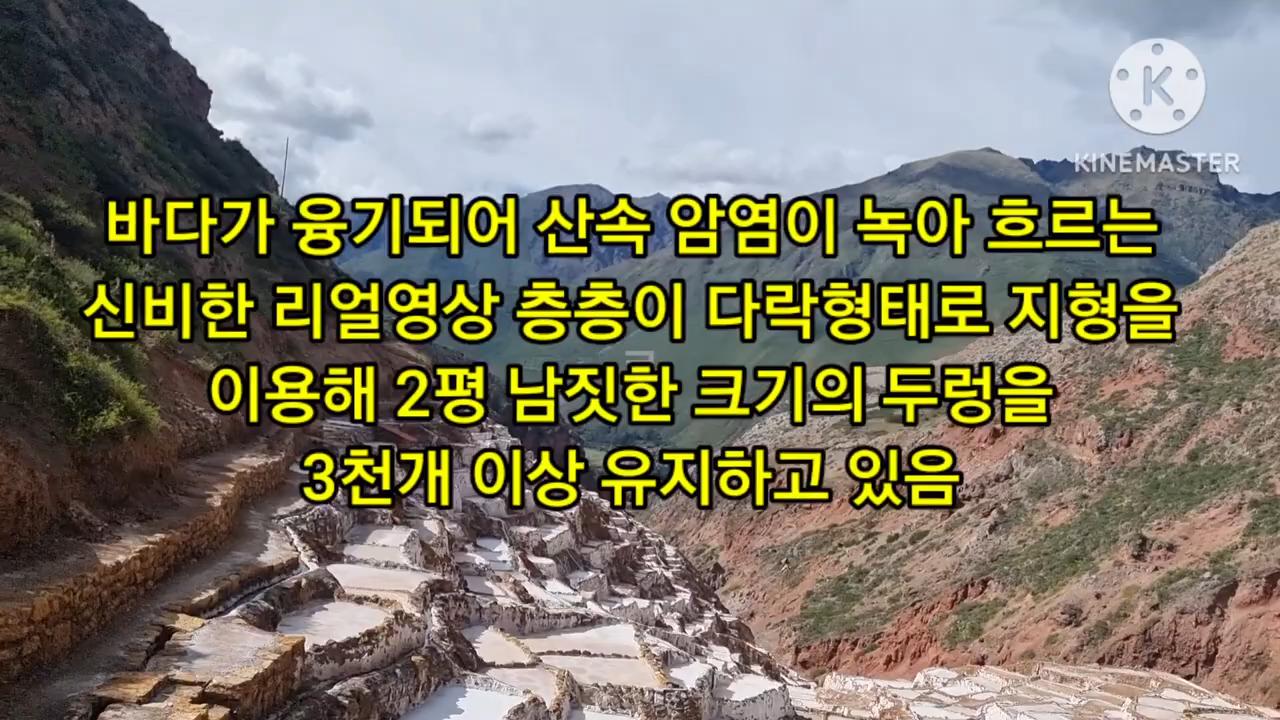 K
KINEMASTER
바다가 융기되어 산속 암염이 녹아 흐르는
신비한 리얼영상 층층이 다락형태로 지형을
이용해 2평 남짓한 크기의 두렁을
3천개 이상 유지하고 있음